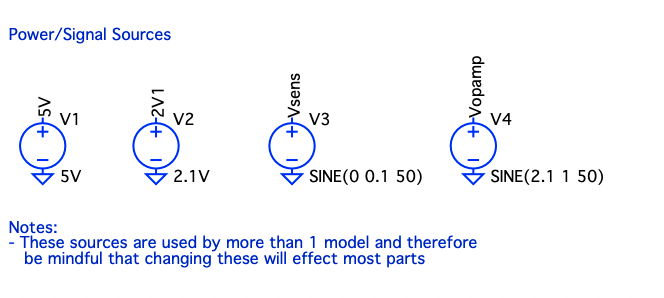 Power/Signal Sources
5V
V1
5V
2V1
V2
2.1V
Vsens
V3
SINE(0 0.1 50)
Vopamp
V4
SINE(2.1 1 50)
Notes:
- These sources are used by more than 1 model and therefore
be mindful that changing these will effect most parts